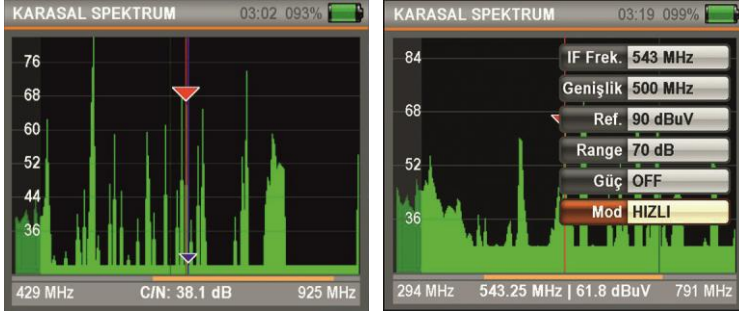 KARASAL SPEKTRUM 03:02 093%
76
68
60
52
44
36
429 MHz C/N: 38.1 dB 925 MHz
KARASAL SPEKTRUM 03:19 099%
84
68
52
36
IF Frek. 543 MHz
Genişlik 500 MHz
Ref. 90 dBuV
Range 70 dB
Güç OFF
Mod HIZLI
294 MHz 543.25 MHz | 61.8 dBuV 791 MHz